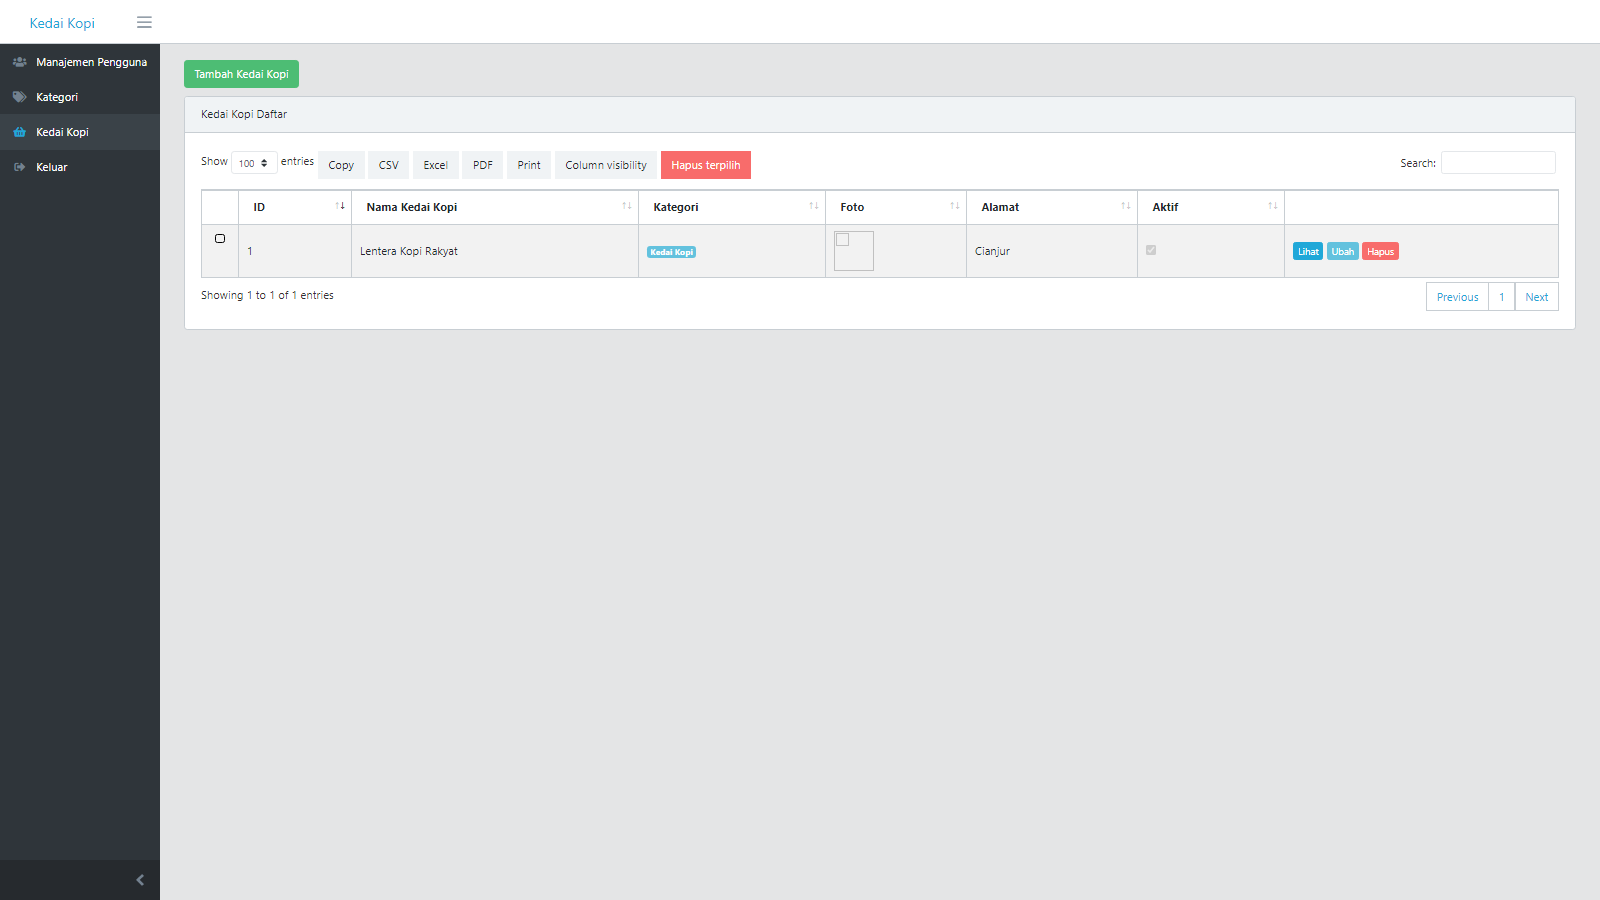 Kedai Kopi
Manajemen Pengguna
Kategori
Kedai Kopi
Keluar
Tambah Kedai Kopi
Kedai Kopi Daftar
Show 100 entries Copy CSV Excel PDF Print Column visibility Hapus terpilih Search:
ID Nama Kedai Kopi Kategori Foto Alamat Aktif
1 Lentera Kopi Rakyat Kedai Kopi Cianjur Lihat Ubah Hapus
Showing 1 to 1 of 1 entries Previous 1 Next